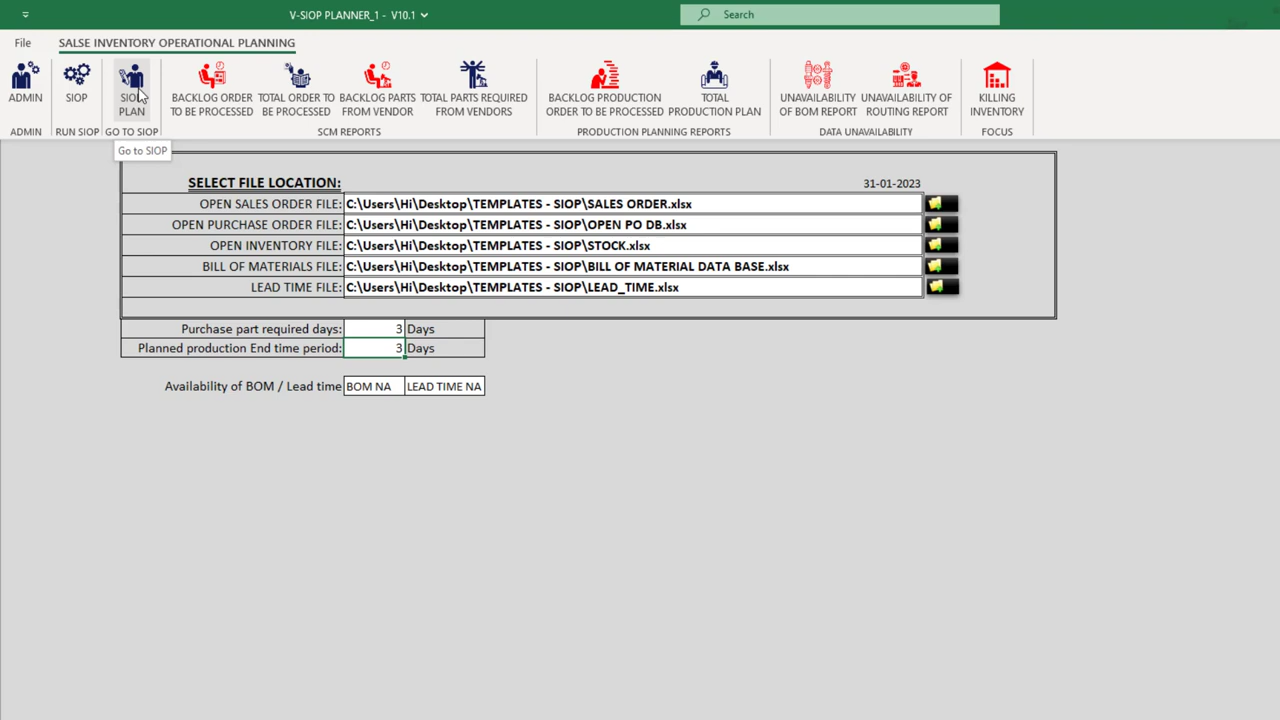 V-SIOP PLANNER_1 - V10.1
Search
File
SALSE INVENTORY OPERATIONAL PLANNING
ADMIN
SIOP
SIOP
PLAN
BACKLOG ORDER
TO BE PROCESSED
TOTAL ORDER TO
BE PROCESSED
BACKLOG PARTS
FROM VENDOR
TOTAL PARTS REQUIRED
FROM VENDORS
BACKLOG PRODUCTION
ORDER TO BE PROCESSED
TOTAL
PRODUCTION PLAN
UNAVAILABILITY
OF BOM REPORT
UNAVAILABILITY OF
ROUTING REPORT
KILLING
INVENTORY
ADMIN
RUN SIOP
GO TO SIOP
SCM REPORTS
PRODUCTION PLANNING REPORTS
DATA UNAVAILABILITY
FOCUS
Go to SIOP
SELECT FILE LOCATION:
31-01-2023
OPEN SALES ORDER FILE: C:\Users\Hi\Desktop\TEMPLATES - SIOP\SALES ORDER.xlsx
OPEN PURCHASE ORDER FILE: C:\Users\Hi\Desktop\TEMPLATES - SIOP\OPEN PO DB.xlsx
OPEN INVENTORY FILE: C:\Users\Hi\Desktop\TEMPLATES - SIOP\STOCK.xlsx
BILL OF MATERIALS FILE: C:\Users\Hi\Desktop\TEMPLATES - SIOP\BILL OF MATERIAL DATA BASE.xlsx
LEAD TIME FILE: C:\Users\Hi\Desktop\TEMPLATES - SIOP\LEAD_TIME.xlsx
Purchase part required days: 3 Days
Planned production End time period: 3 Days
Availability of BOM / Lead time BOM NA LEAD TIME NA